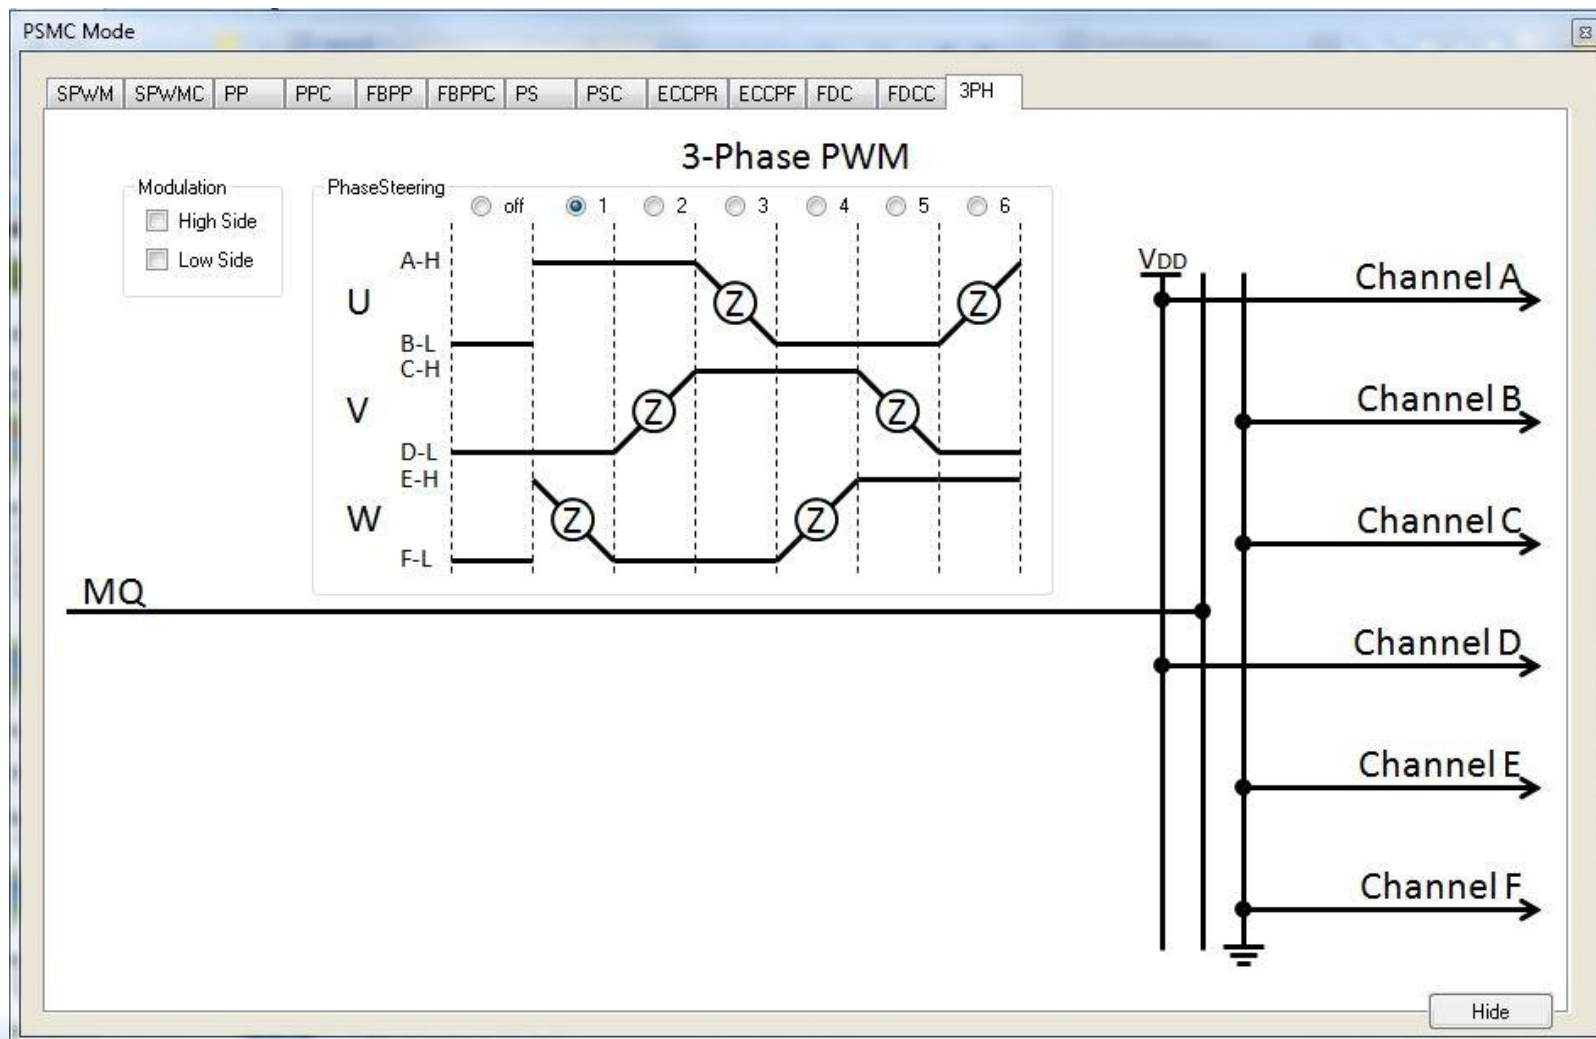 PSMC Mode
SPWM SPWMC PP PPC FBPP FBPPC PS PSC ECCPR ECCPF FDC FDCC 3PH
3-Phase PWM
Modulation
High Side
Low Side
PhaseSteering
off 1 2 3 4 5 6
A-H
U Z Z
B-L
C-H
V Z Z
D-L
E-H
W Z Z
F-L
MQ
VDD
Channel A
Channel B
Channel C
Channel D
Channel E
Channel F
Hide